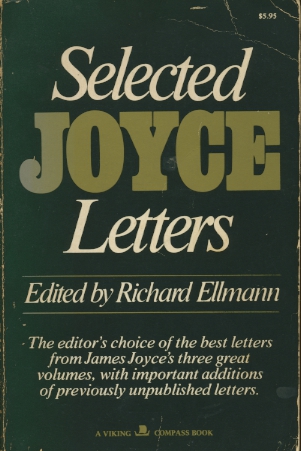 $5.95
Selected
JOYCE
Letters
Edited by Richard Ellmann
The editor's choice of the best letters
from James Joyce's three great
volumes, with important additions
of previously unpublished letters.
A VIKING COMPASS BOOK